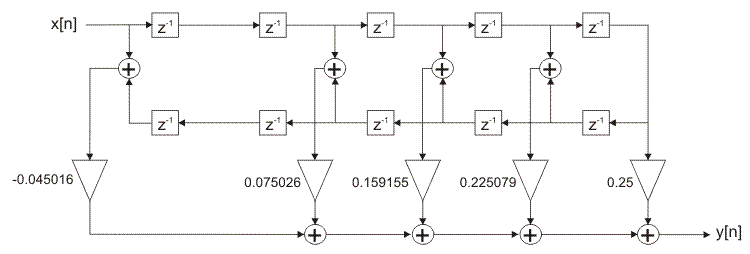 x[n] z⁻¹ z⁻¹ z⁻¹ z⁻¹ z⁻¹
+ + + +
z⁻¹ z⁻¹ z⁻¹ z⁻¹ z⁻¹
-0.045016 0.075026 0.159155 0.225079 0.25
+ + + + y[n]